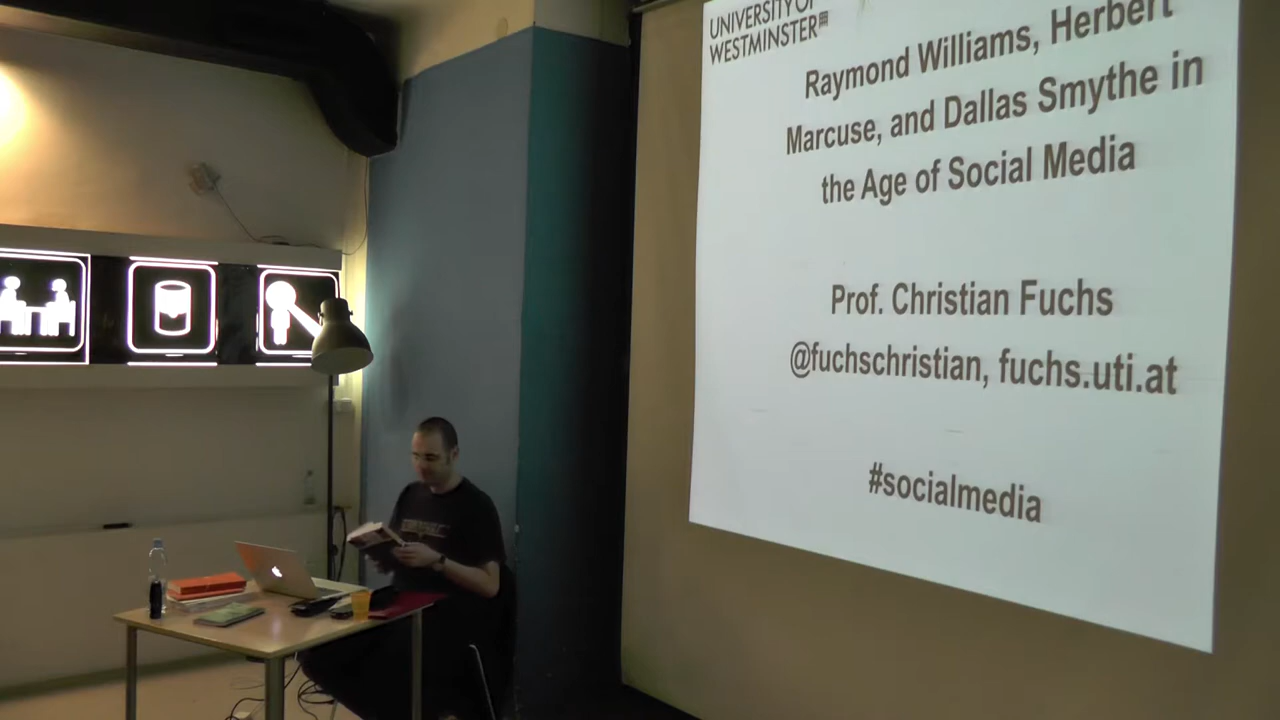 UNIVERSITY OF
WESTMINSTER
Raymond Williams, Herbert
Marcuse, and Dallas Smythe in
the Age of Social Media
Prof. Christian Fuchs
@fuchschristian, fuchs.uti.at
#socialmedia